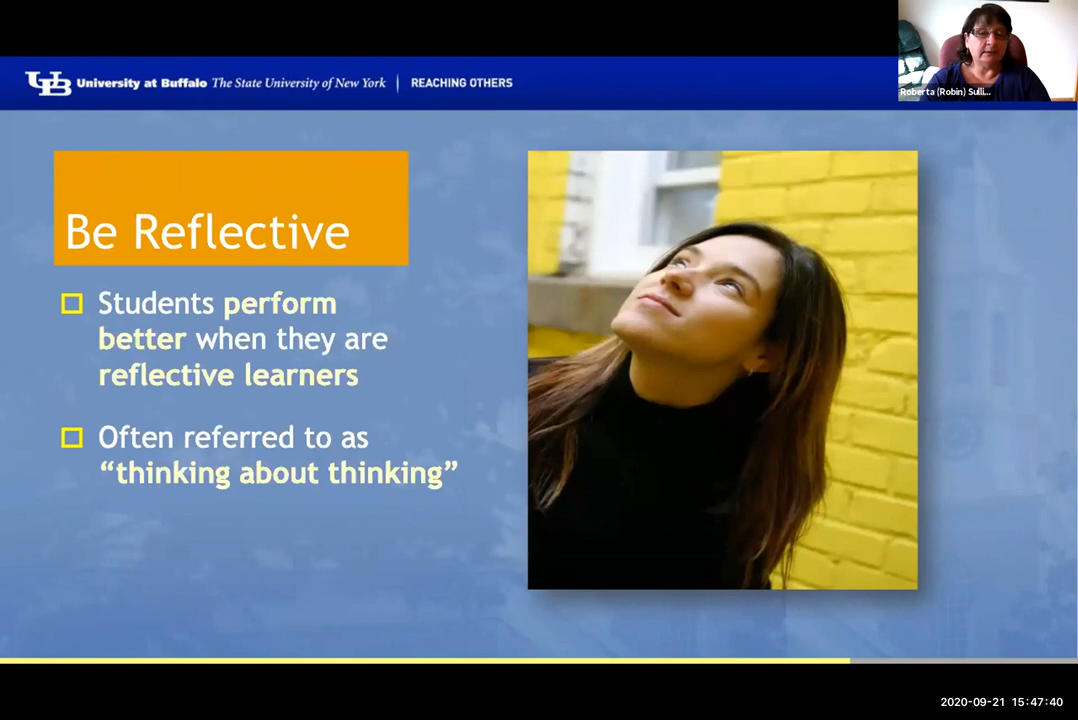 UB University at Buffalo The State University of New York | REACHING OTHERS
Roberta (Robin) Sulli...
Be Reflective
Students perform
better when they are
reflective learners
Often referred to as
“thinking about thinking”
2020-09-21 15:47:40